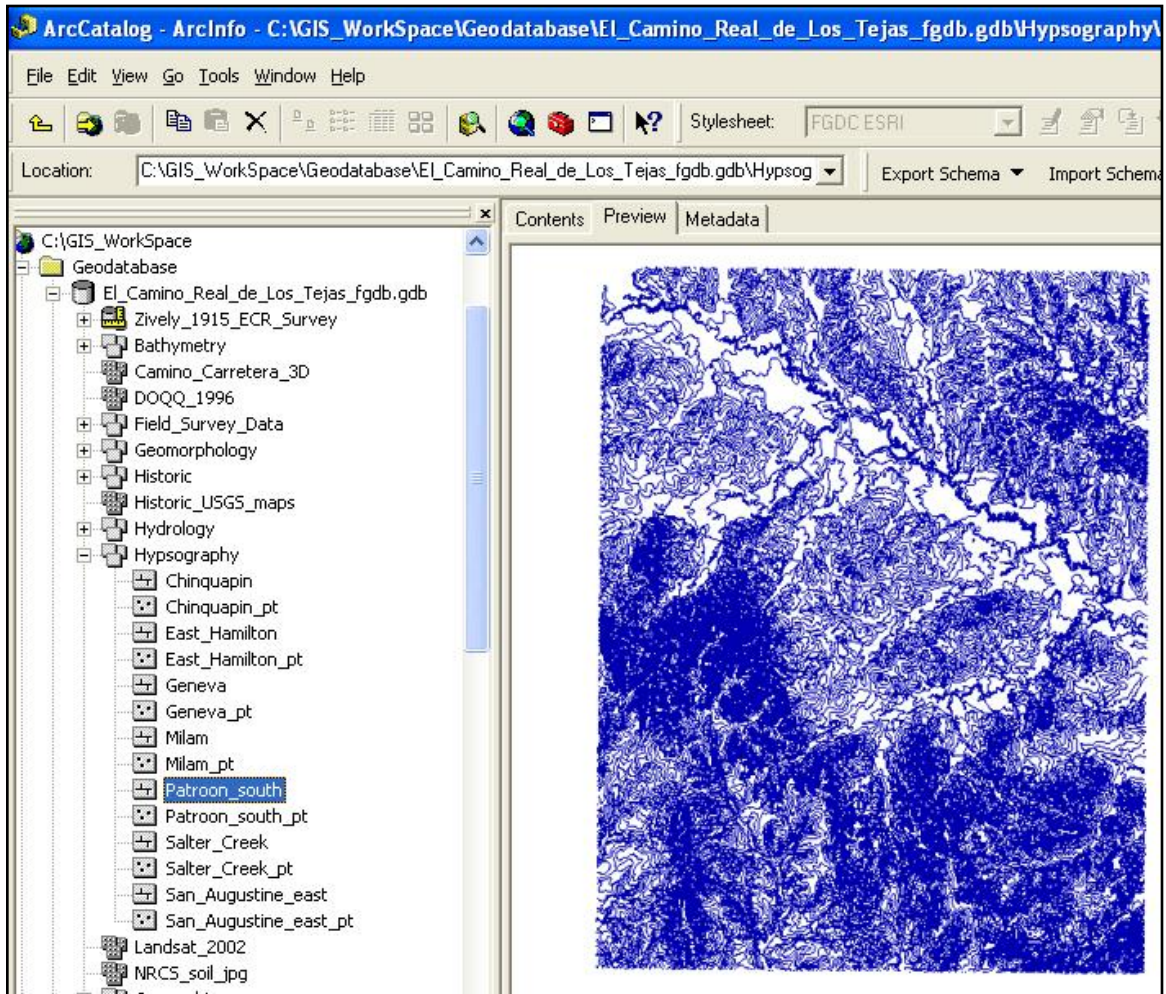 ArcCatalog - ArcInfo - C:\GIS_WorkSpace\Geodatabase\El_Camino_Real_de_Los_Tejas_fgdb.gdb\Hypsography\
File Edit View Go Tools Window Help
Stylesheet: FGDC ESRI
Location: C:\GIS_WorkSpace\Geodatabase\El_Camino_Real_de_Los_Tejas_fgdb.gdb\Hypsog Export Schema Import Schema
Contents Preview Metadata
C:\GIS_WorkSpace
Geodatabase
El_Camino_Real_de_Los_Tejas_fgdb.gdb
Zively_1915_ECR_Survey
Bathymetry
Camino_Carretera_3D
DOQQ_1996
Field_Survey_Data
Geomorphology
Historic
Historic_USGS_maps
Hydrology
Hypsography
Chinquapin
Chinquapin_pt
East_Hamilton
East_Hamilton_pt
Geneva
Geneva_pt
Milam
Milam_pt
Patroon_south
Patroon_south_pt
Salter_Creek
Salter_Creek_pt
San_Augustine_east
San_Augustine_east_pt
Landsat_2002
NRCS_soil_jpg